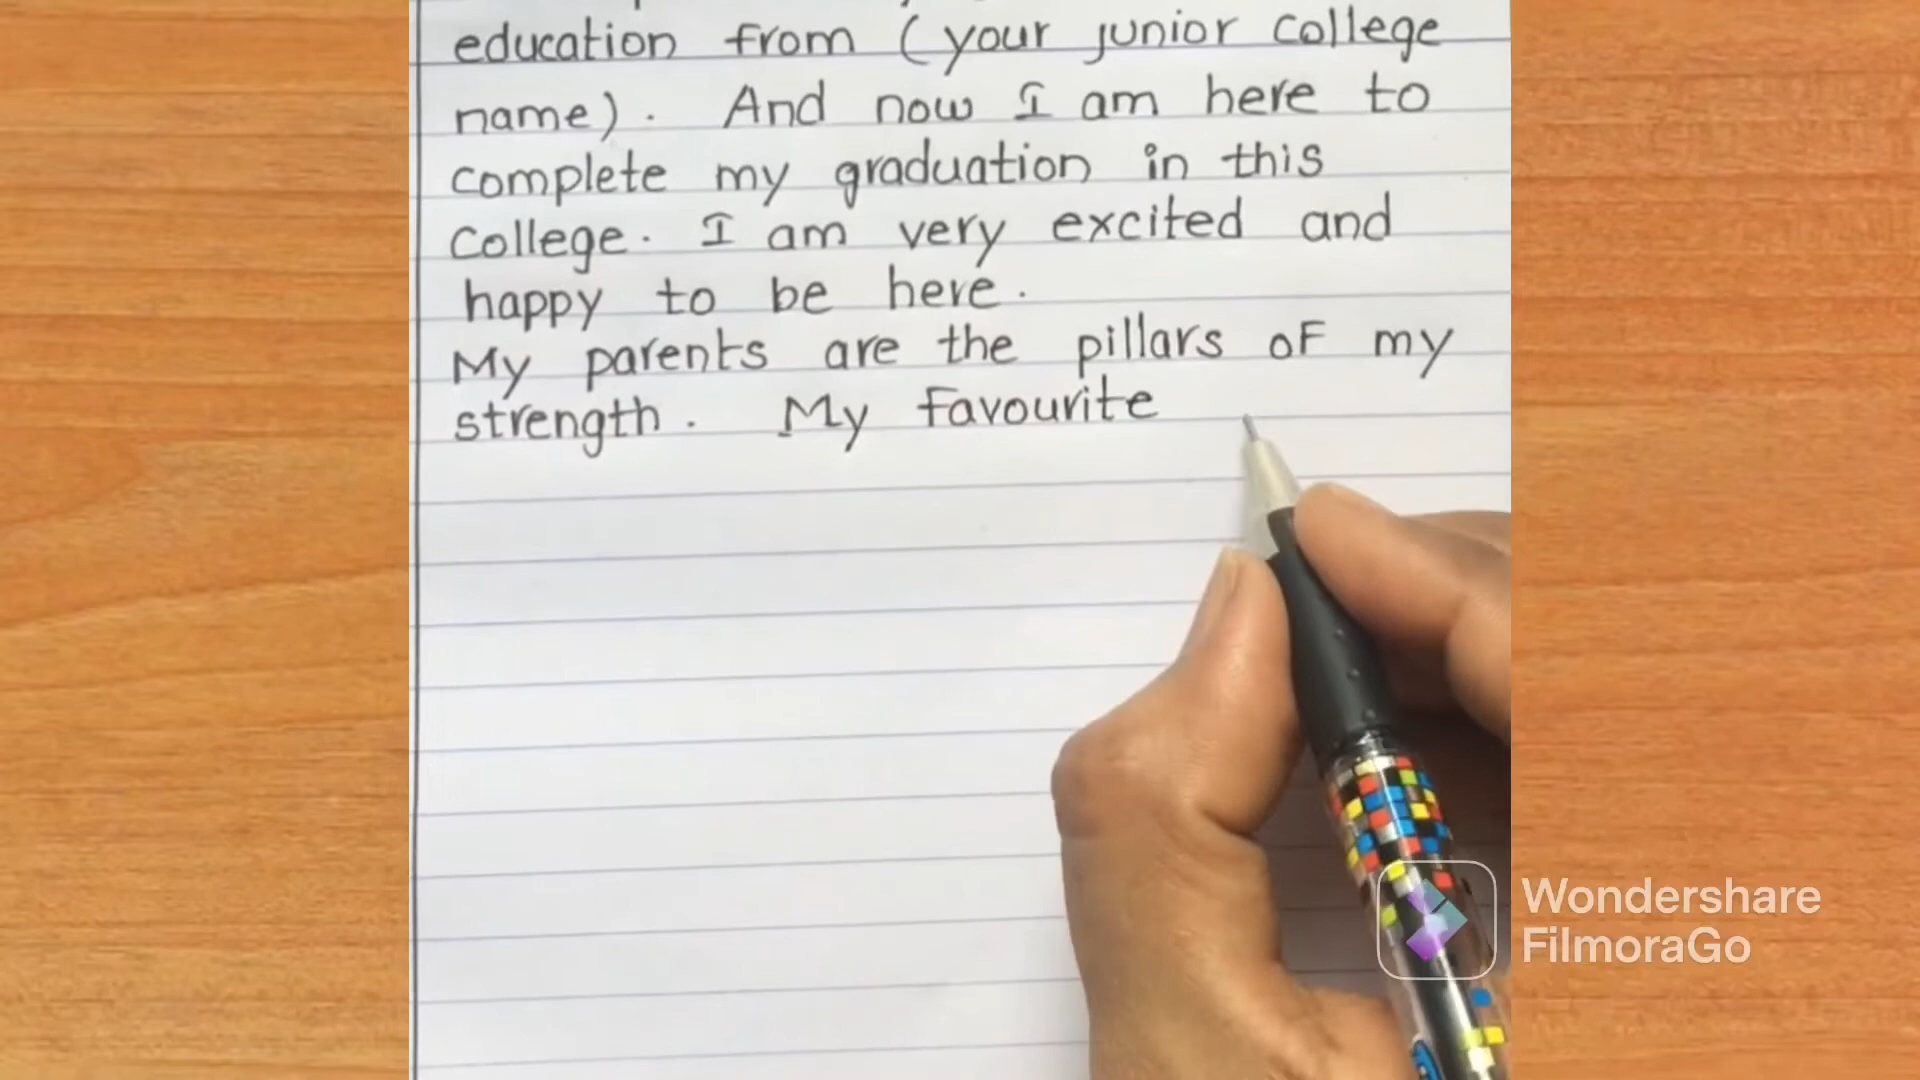 education from (your junior college
name). And now I am here to
complete my graduation in this
college. I am very excited and
happy to be here.
My parents are the pillars of my
strength. My favourite
Wondershare
FilmoraGo